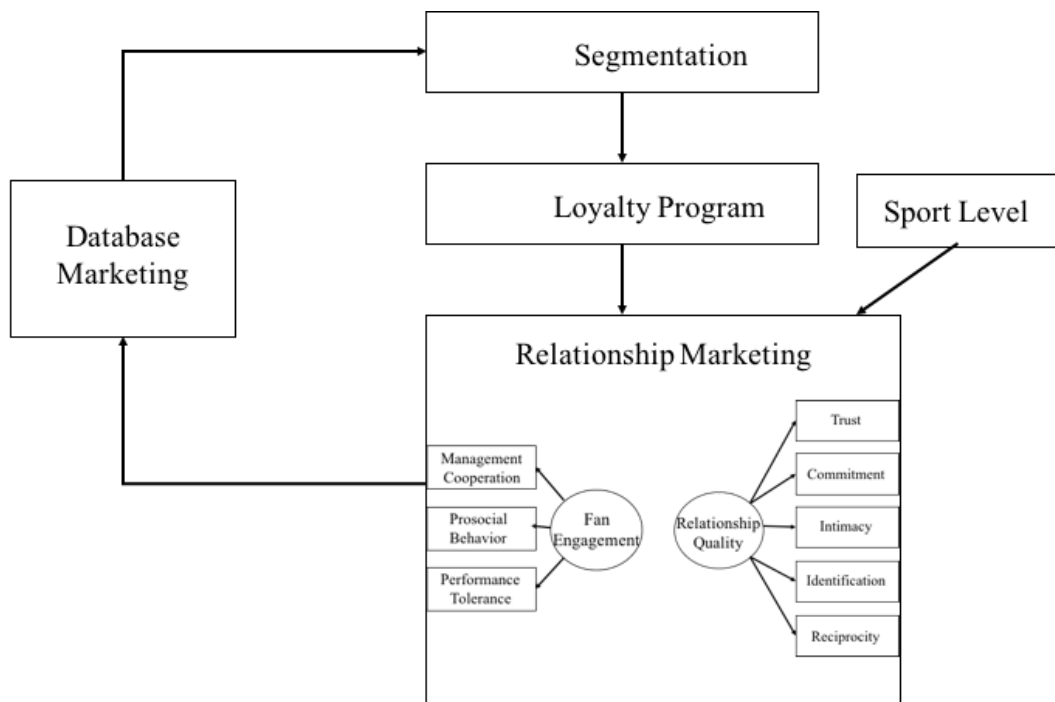 Segmentation
Loyalty Program
Sport Level
Database
Marketing
Relationship Marketing
Management
Cooperation
Prosocial
Behavior
Performance
Tolerance
Fan
Engagement
Relationship
Quality
Trust
Commitment
Intimacy
Identification
Reciprocity